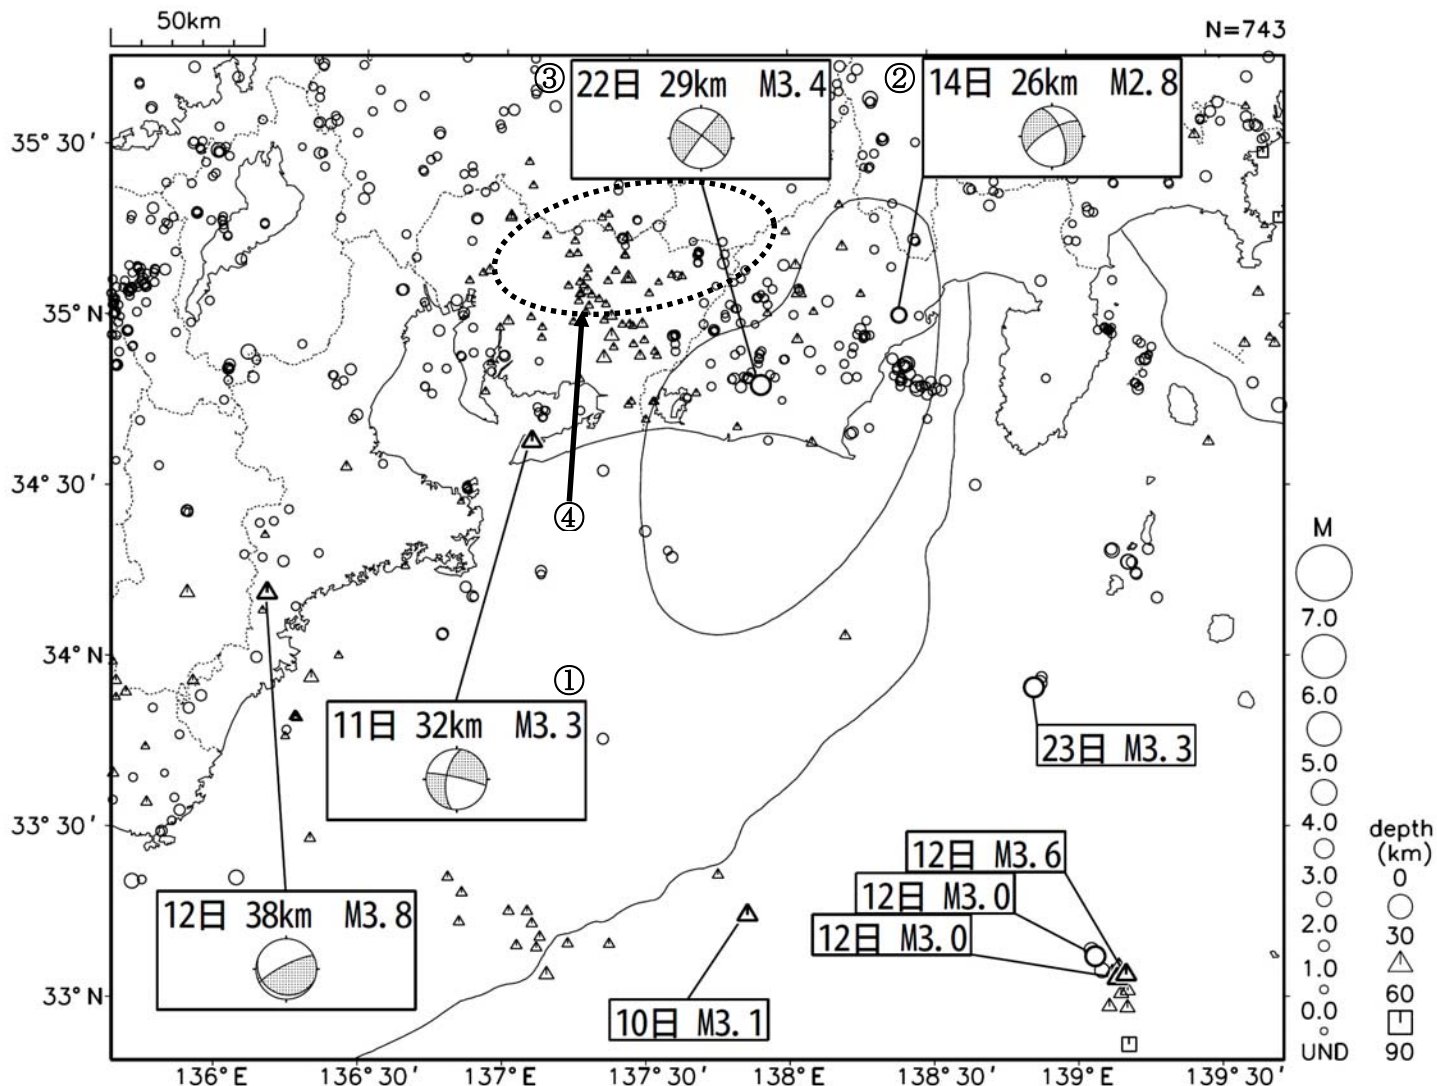 50km
N=743
③
22日 29km M3.4
②
14日 26km M2.8
35°30′
35°N
34°30′
34°N
33°30′
33°N
④
①
11日 32km M3.3
12日 38km M3.8
10日 M3.1
23日 M3.3
12日 M3.6
12日 M3.0
12日 M3.0
M
7.0
6.0
5.0
4.0
3.0
2.0
1.0
0.0
UND
depth
(km)
0
30
60
90
136°E
136°30′
137°E
137°30′
138°E
138°30′
139°E
139°30′